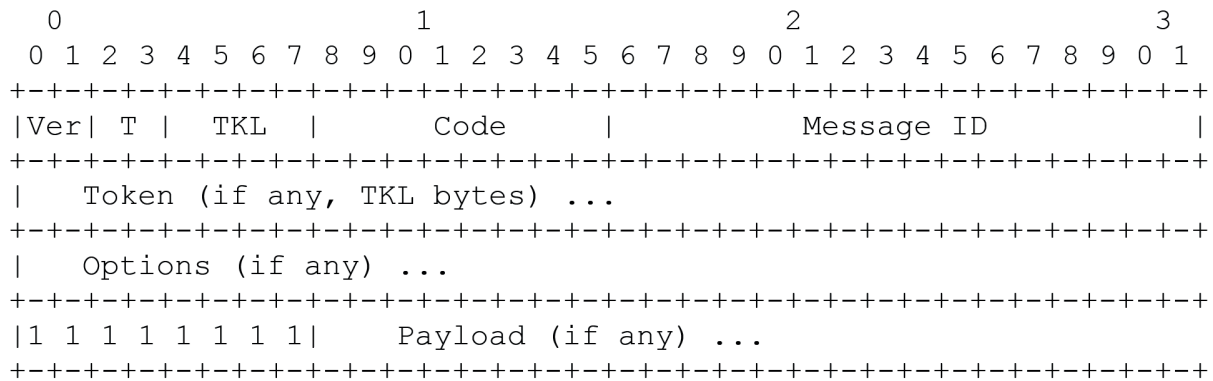 0                   1                   2                   3
 0 1 2 3 4 5 6 7 8 9 0 1 2 3 4 5 6 7 8 9 0 1 2 3 4 5 6 7 8 9 0 1
+-+-+-+-+-+-+-+-+-+-+-+-+-+-+-+-+-+-+-+-+-+-+-+-+-+-+-+-+-+-+-+-+
|Ver| T |  TKL  |      Code     |          Message ID           |
+-+-+-+-+-+-+-+-+-+-+-+-+-+-+-+-+-+-+-+-+-+-+-+-+-+-+-+-+-+-+-+-+
|   Token (if any, TKL bytes) ...
+-+-+-+-+-+-+-+-+-+-+-+-+-+-+-+-+-+-+-+-+-+-+-+-+-+-+-+-+-+-+-+-+
|   Options (if any) ...
+-+-+-+-+-+-+-+-+-+-+-+-+-+-+-+-+-+-+-+-+-+-+-+-+-+-+-+-+-+-+-+-+
|1 1 1 1 1 1 1 1|    Payload (if any) ...
+-+-+-+-+-+-+-+-+-+-+-+-+-+-+-+-+-+-+-+-+-+-+-+-+-+-+-+-+-+-+-+-+